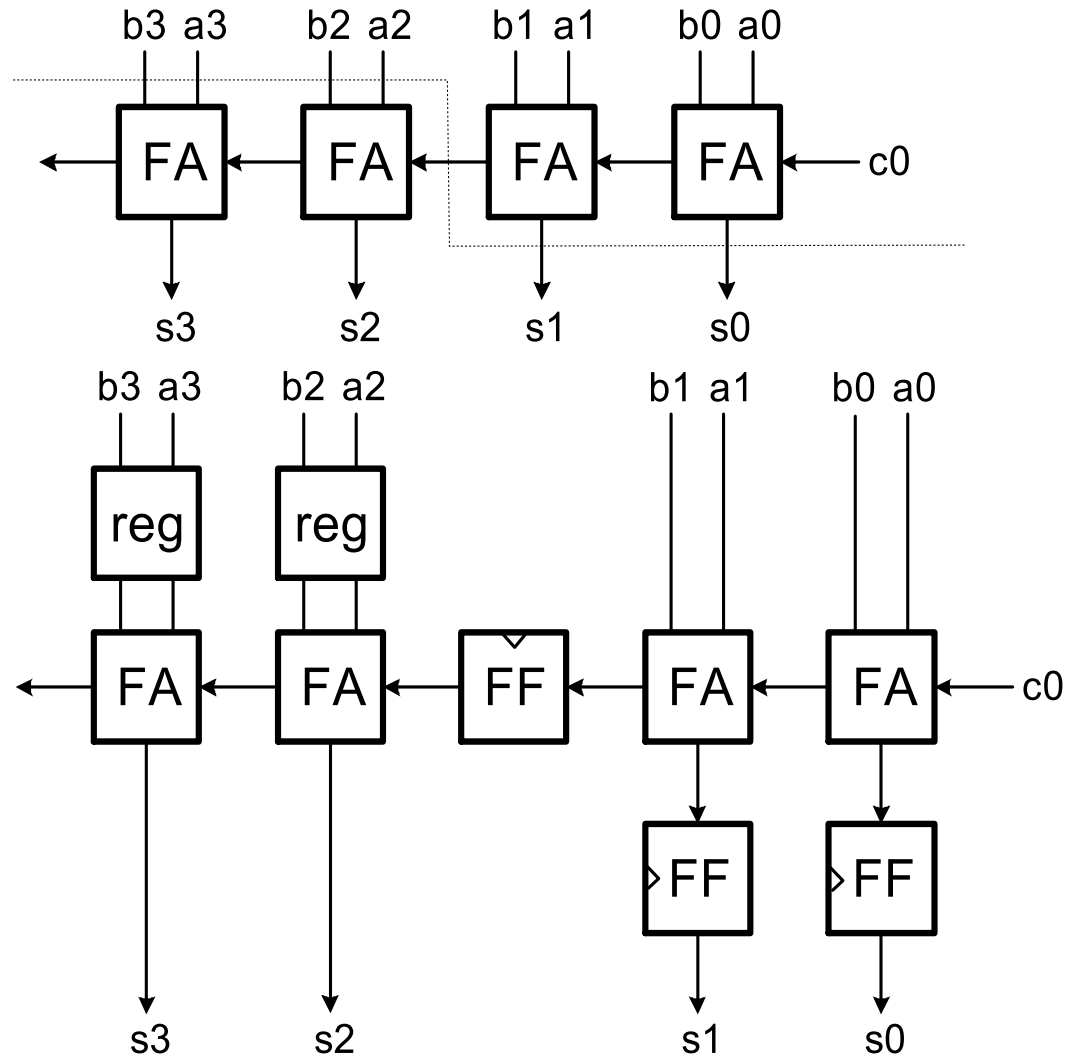 b3 a3 b2 a2 b1 a1 b0 a0
FA FA FA FA c0
s3 s2 s1 s0
b3 a3 b2 a2 b1 a1 b0 a0
reg reg
FA FA FF FA FA c0
FF FF
s3 s2 s1 s0